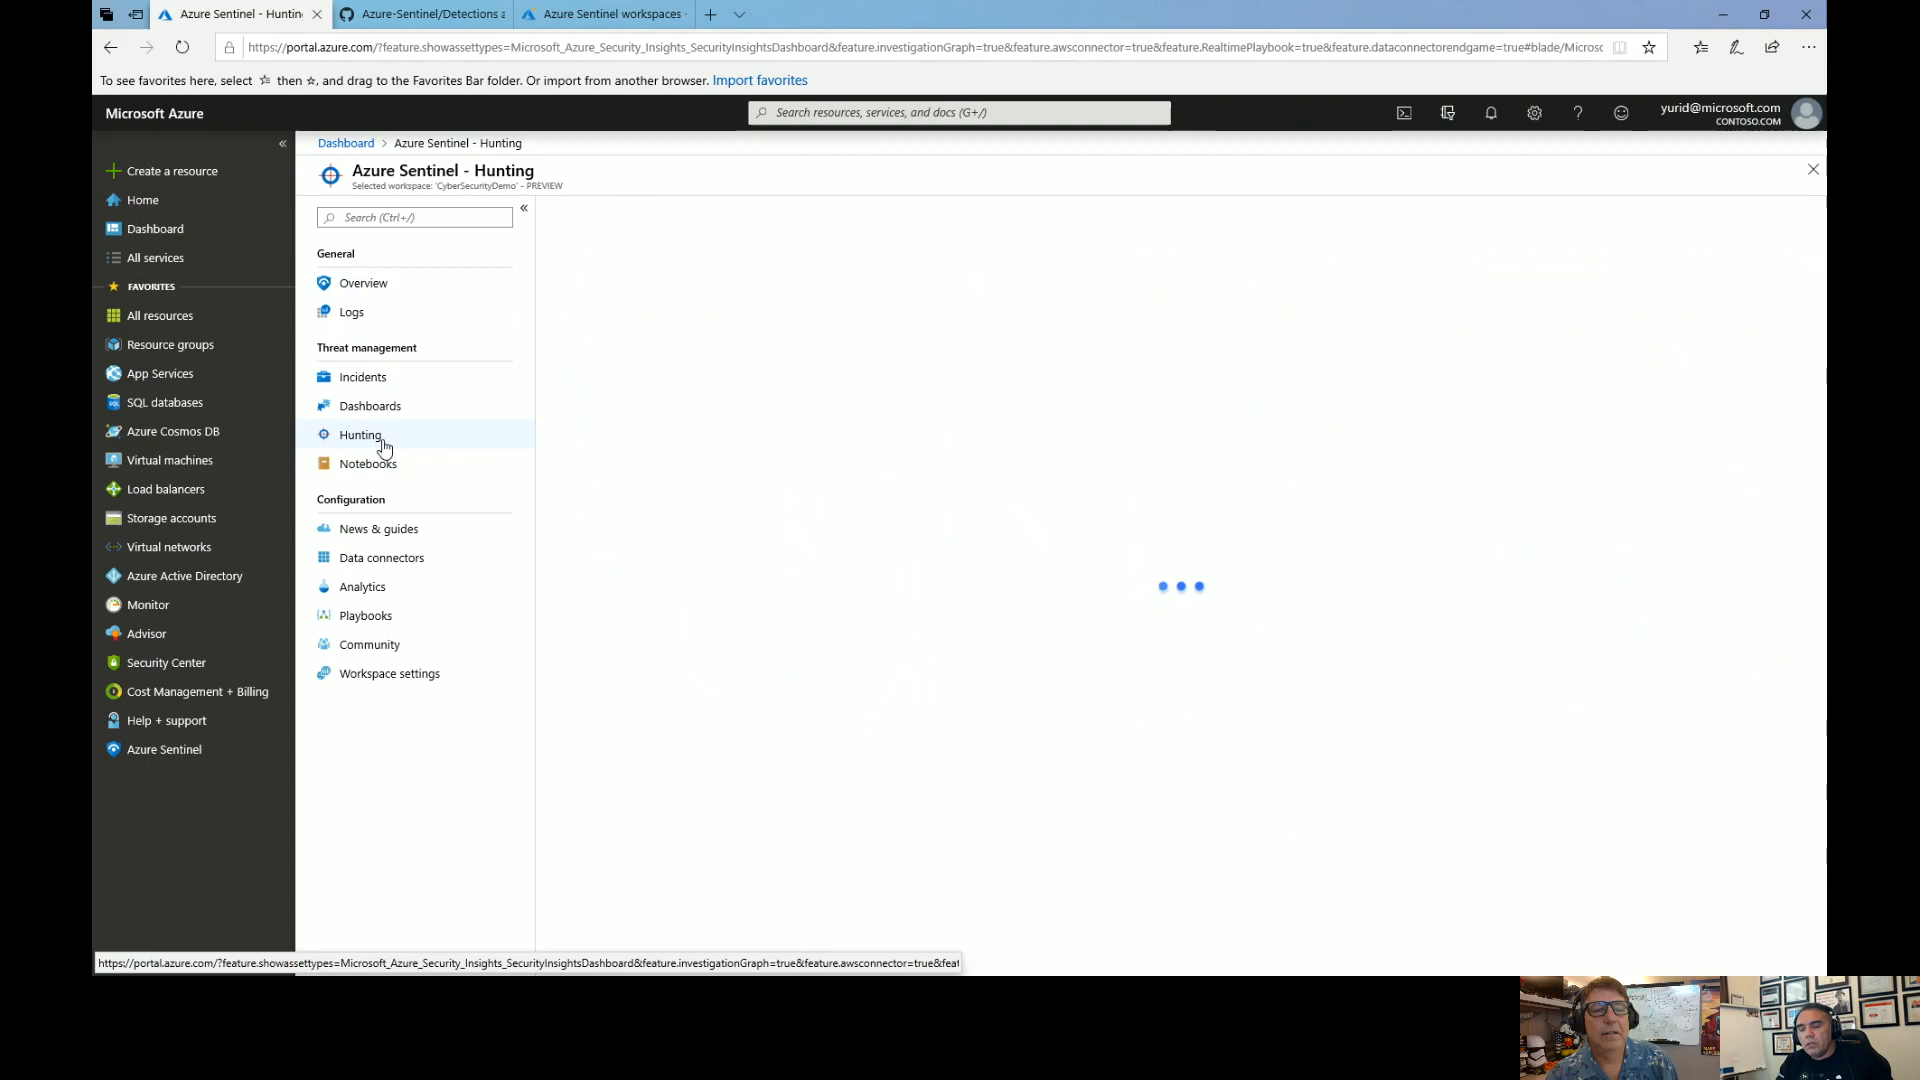 Azure Sentinel - Huntin
Azure-Sentinel/Detections a
Azure Sentinel workspaces
https://portal.azure.com/?feature.showassettypes=Microsoft_Azure_Security_Insights_SecurityInsightsDashboard&feature.investigationGraph=true&feature.awsconnector=true&feature.RealtimePlaybook=true&feature.dataconnectorendgame=true#blade/Microsc
To see favorites here, select ☆ then ☆, and drag to the Favorites Bar folder. Or import from another browser. Import favorites
Microsoft Azure
Search resources, services, and docs (G+/)
yurid@microsoft.com
CONTOSO.COM
Create a resource
Home
Dashboard
All services
FAVORITES
All resources
Resource groups
App Services
SQL databases
Azure Cosmos DB
Virtual machines
Load balancers
Storage accounts
Virtual networks
Azure Active Directory
Monitor
Advisor
Security Center
Cost Management + Billing
Help + support
Azure Sentinel
Dashboard > Azure Sentinel - Hunting
Azure Sentinel - Hunting
Selected workspace: 'CyberSecurityDemo' - PREVIEW
Search (Ctrl+/)
General
Overview
Logs
Threat management
Incidents
Dashboards
Hunting
Notebooks
Configuration
News & guides
Data connectors
Analytics
Playbooks
Community
Workspace settings
https://portal.azure.com/?feature.showassettypes=Microsoft_Azure_Security_Insights_SecurityInsightsDashboard&feature.investigationGraph=true&feature.awsconnector=true&feat